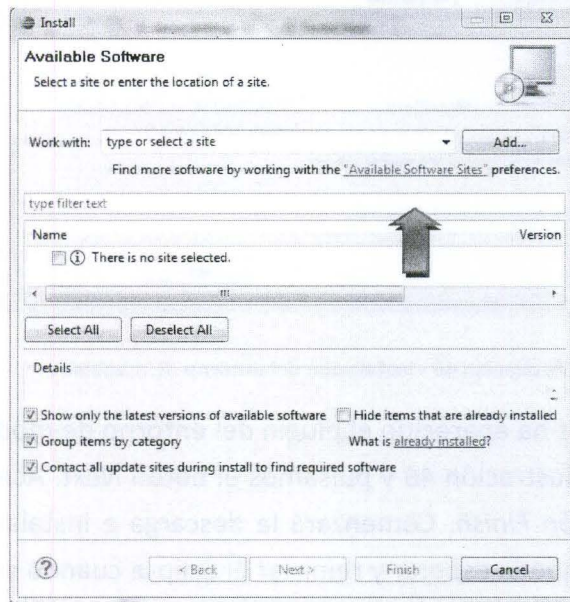 Install
Available Software
Select a site or enter the location of a site.
Work with: type or select a site Add...
Find more software by working with the "Available Software Sites" preferences.
type filter text
Name Version
There is no site selected.
Select All Deselect All
Details
Show only the latest versions of available software Hide items that are already installed
Group items by category What is already installed?
Contact all update sites during install to find required software
? < Back Next > Finish Cancel